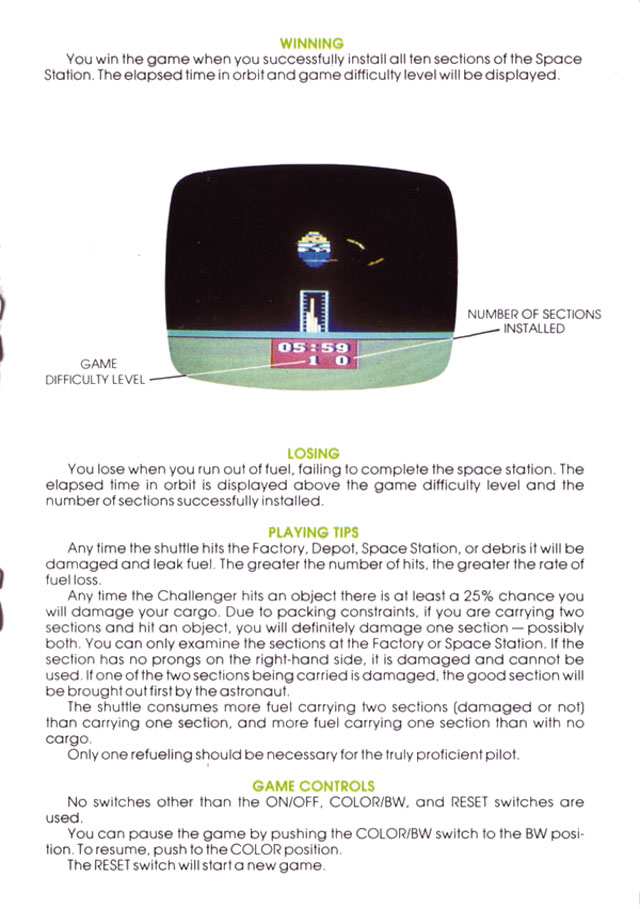 WINNING
You win the game when you successfully install all ten sections of the Space
Station. The elapsed time in orbit and game difficulty level will be displayed.
NUMBER OF SECTIONS
INSTALLED
05:59
1 0
GAME
DIFFICULTY LEVEL
LOSING
You lose when you run out of fuel, failing to complete the space station. The
elapsed time in orbit is displayed above the game difficulty level and the
number of sections successfully installed.
PLAYING TIPS
Any time the shuttle hits the Factory, Depot, Space Station, or debris it will be
damaged and leak fuel. The greater the number of hits, the greater the rate of
fuel loss.
Any time the Challenger hits an object there is at least a 25% chance you
will damage your cargo. Due to packing constraints, if you are carrying two
sections and hit an object, you will definitely damage one section — possibly
both. You can only examine the sections at the Factory or Space Station. If the
section has no prongs on the right-hand side, it is damaged and cannot be
used. If one of the two sections being carried is damaged, the good section will
be brought out first by the astronaut.
The shuttle consumes more fuel carrying two sections (damaged or not)
than carrying one section, and more fuel carrying one section than with no
cargo.
Only one refueling should be necessary for the truly proficient pilot.
GAME CONTROLS
No switches other than the ON/OFF, COLOR/BW, and RESET switches are
used.
You can pause the game by pushing the COLOR/BW switch to the BW posi-
tion. To resume, push to the COLOR position.
The RESET switch will start a new game.